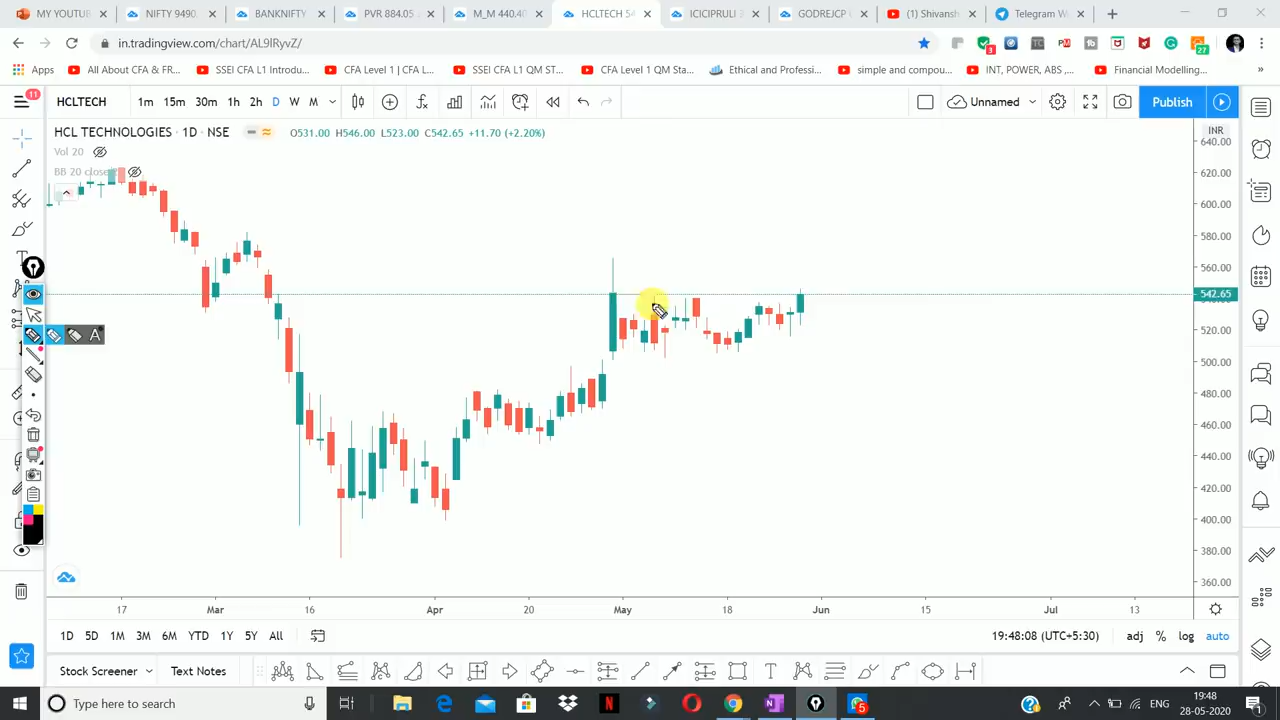 MY YOUTUB
NIFTY 9490.
BANKNIFTY
PVR 884.05
M_M 440.40
HCLTECH 54
ICICIPRULI 3
GODREJCP U
(1) Shivansh
Telegram W
in.tradingview.com/chart/AL9IRyvZ/
3
27
Apps
All About CFA & FR...
SSEI CFA L1 Introdu...
CFA Level 1 | CFA L...
SSEI CFA L1 QM ST...
CFA Level 1 QM Sta...
Ethical and Professi...
simple and compou...
INT, POWER, ABS ,...
Financial Modelling...
»
11
HCLTECH
1m
15m
30m
1h
2h
D
W
M
Unnamed
Publish
HCL TECHNOLOGIES · 1D · NSE
O531.00 H546.00 L523.00 C542.65 +11.70 (+2.20%)
INR
Vol 20
BB 20 close
640.00
620.00
600.00
580.00
560.00
542.65
520.00
500.00
480.00
460.00
440.00
420.00
400.00
380.00
360.00
T
A
17
Mar
16
Apr
20
May
18
Jun
15
Jul
13
1D
5D
1M
3M
6M
YTD
1Y
5Y
All
19:48:08 (UTC+5:30)
adj
%
log
auto
Stock Screener
Text Notes
Type here to search
5
ENG
19:48
28-05-2020